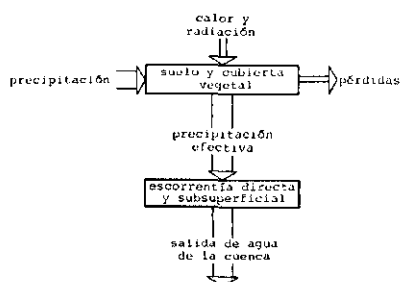 calor y
radiación
precipitación
suelo y cubierta
vegetal
pérdidas
precipitación
efectiva
escorrentía directa
y subsuperficial
salida de agua
de la cuenca